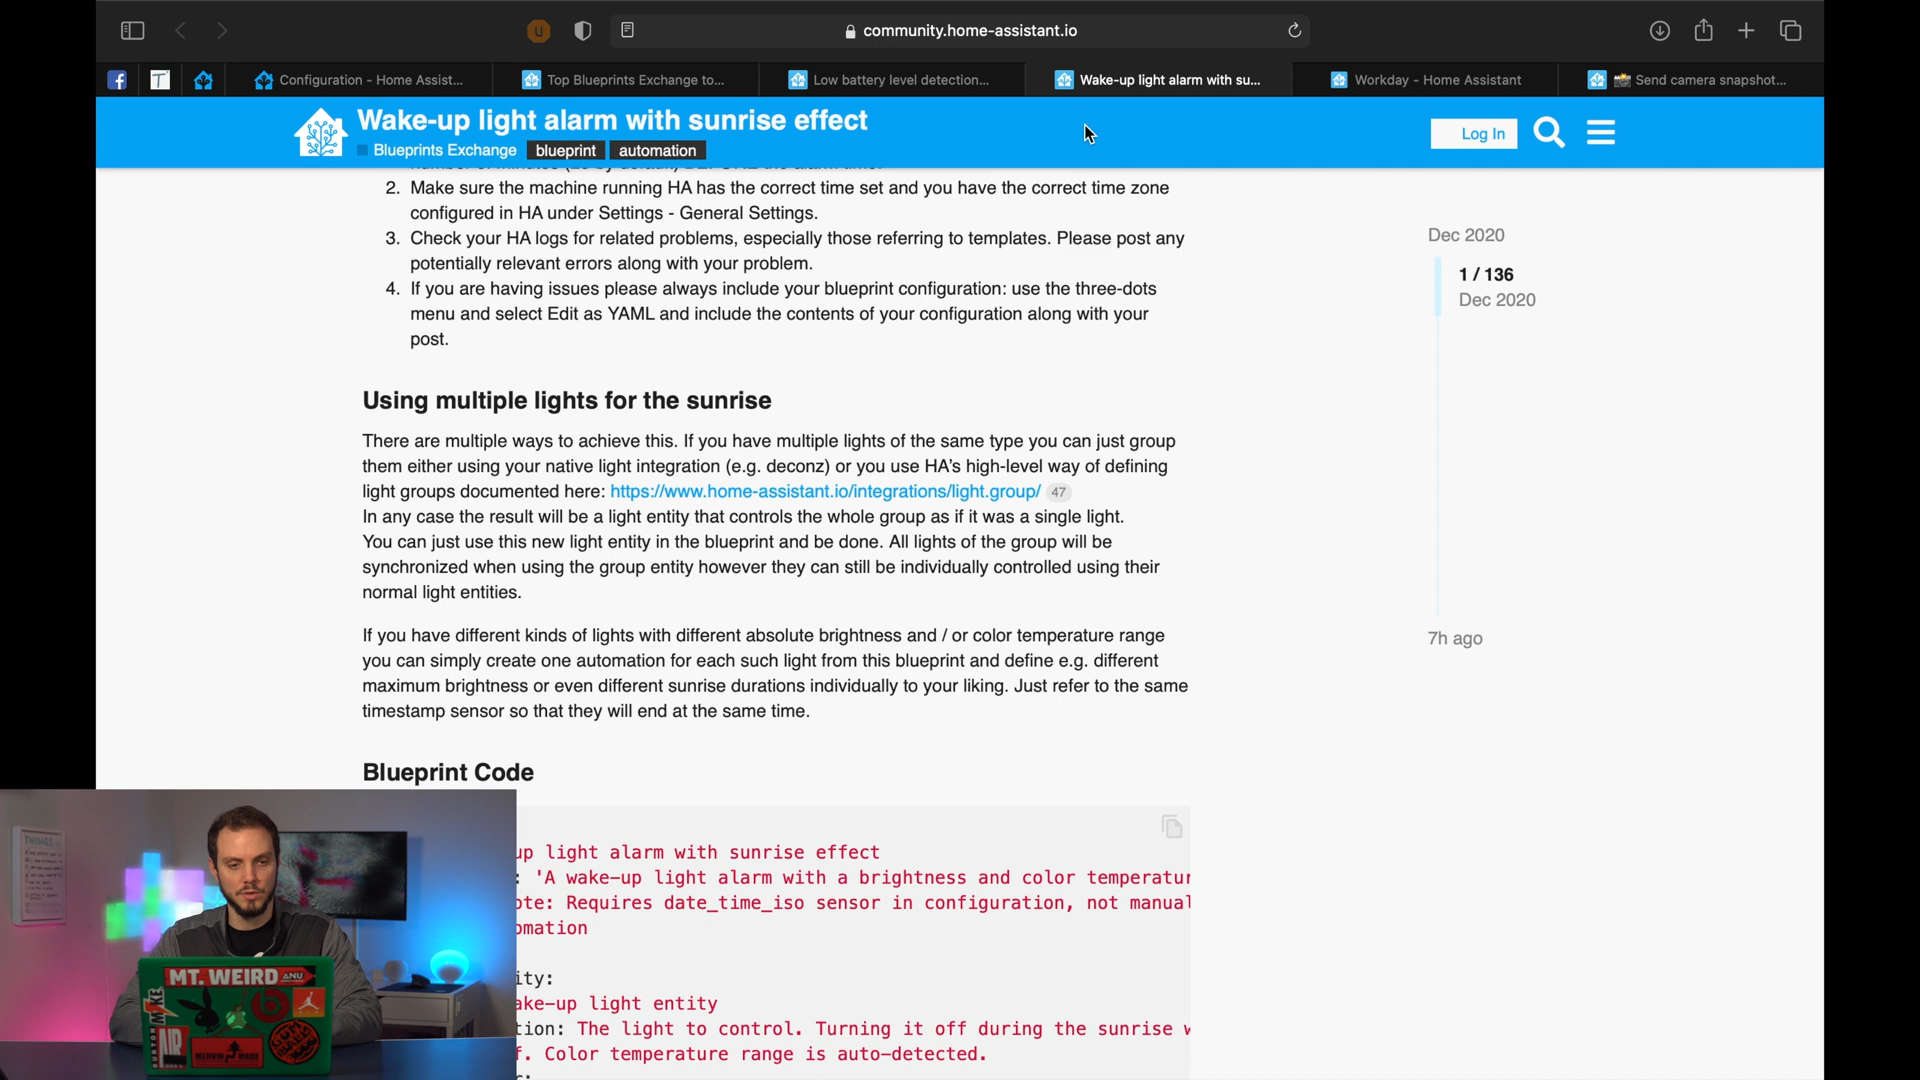 community.home-assistant.io
Configuration - Home Assist...
Top Blueprints Exchange to...
Low battery level detection...
Wake-up light alarm with su...
Workday - Home Assistant
Send camera snapshot...
Wake-up light alarm with sunrise effect
Blueprints Exchange blueprint automation
Log In
2. Make sure the machine running HA has the correct time set and you have the correct time zone
configured in HA under Settings - General Settings.
3. Check your HA logs for related problems, especially those referring to templates. Please post any
potentially relevant errors along with your problem.
4. If you are having issues please always include your blueprint configuration: use the three-dots
menu and select Edit as YAML and include the contents of your configuration along with your
post.
Dec 2020
1 / 136
Dec 2020
7h ago
Using multiple lights for the sunrise
There are multiple ways to achieve this. If you have multiple lights of the same type you can just group
them either using your native light integration (e.g. deconz) or you use HA's high-level way of defining
light groups documented here: https://www.home-assistant.io/integrations/light.group/ 47
In any case the result will be a light entity that controls the whole group as if it was a single light.
You can just use this new light entity in the blueprint and be done. All lights of the group will be
synchronized when using the group entity however they can still be individually controlled using their
normal light entities.
If you have different kinds of lights with different absolute brightness and / or color temperature range
you can simply create one automation for each such light from this blueprint and define e.g. different
maximum brightness or even different sunrise durations individually to your liking. Just refer to the same
timestamp sensor so that they will end at the same time.
Blueprint Code
up light alarm with sunrise effect
: 'A wake-up light alarm with a brightness and color temperatur
ote: Requires date_time_iso sensor in configuration, not manual
omation
ity:
ake-up light entity
tion: The light to control. Turning it off during the sunrise w
f. Color temperature range is auto-detected.
THINGS
MT. WEIRD
ANU
MERVIN MADE
AIR